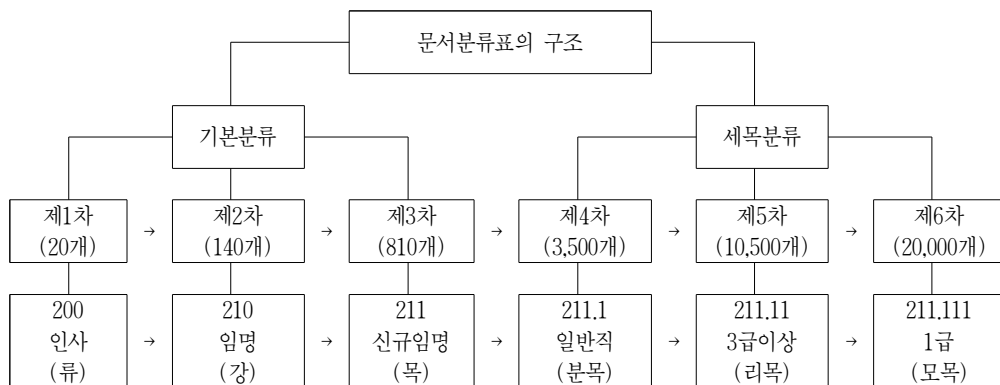 문서분류표의 구조
기본분류
세목분류
제1차
(20개)
→
제2차
(140개)
→
제3차
(810개)
→
제4차
(3,500개)
→
제5차
(10,500개)
→
제6차
(20,000개)
200
인사
(류)
→
210
임명
(강)
→
211
신규임명
(목)
→
211.1
일반직
(분목)
→
211.11
3급이상
(리목)
→
211.111
1급
(모목)